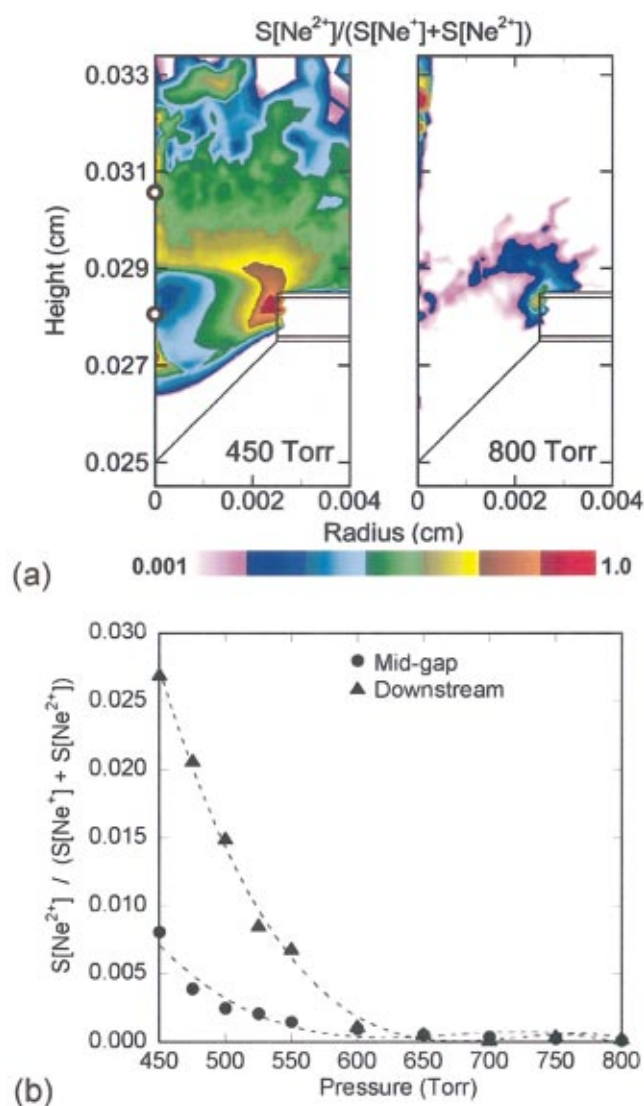 S[Ne²⁺]/(S[Ne⁺]+S[Ne²⁺])
0.033
0.031
0.029
0.027
0.025
Height (cm)
450 Torr
800 Torr
0 0.002 0.004 0 0.002 0.004
Radius (cm)
(a)
0.001 1.0
0.030
0.025
0.020
0.015
0.010
0.005
0.000
S[Ne²⁺] / (S[Ne⁺] + S[Ne²⁺])
Mid-gap
Downstream
450 500 550 600 650 700 750 800
Pressure (Torr)
(b)